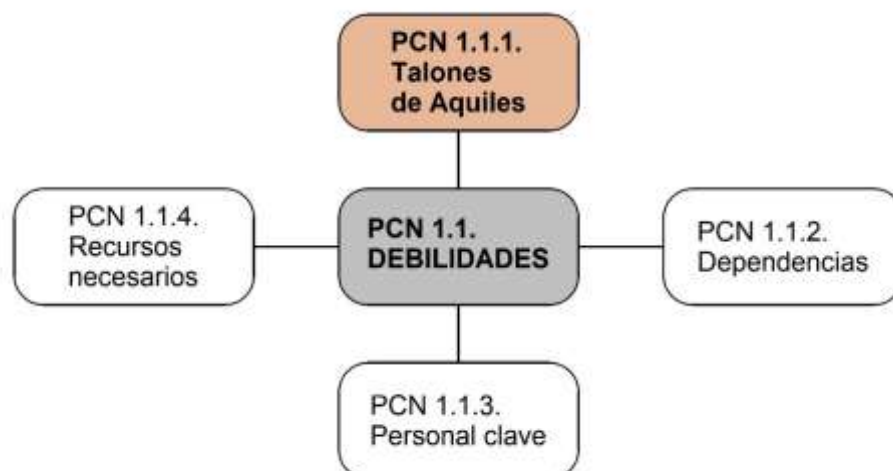 PCN 1.1.1.
Talones
de Aquiles
PCN 1.1.4.
Recursos
necesarios
PCN 1.1.
DEBILIDADES
PCN 1.1.2.
Dependencias
PCN 1.1.3.
Personal clave